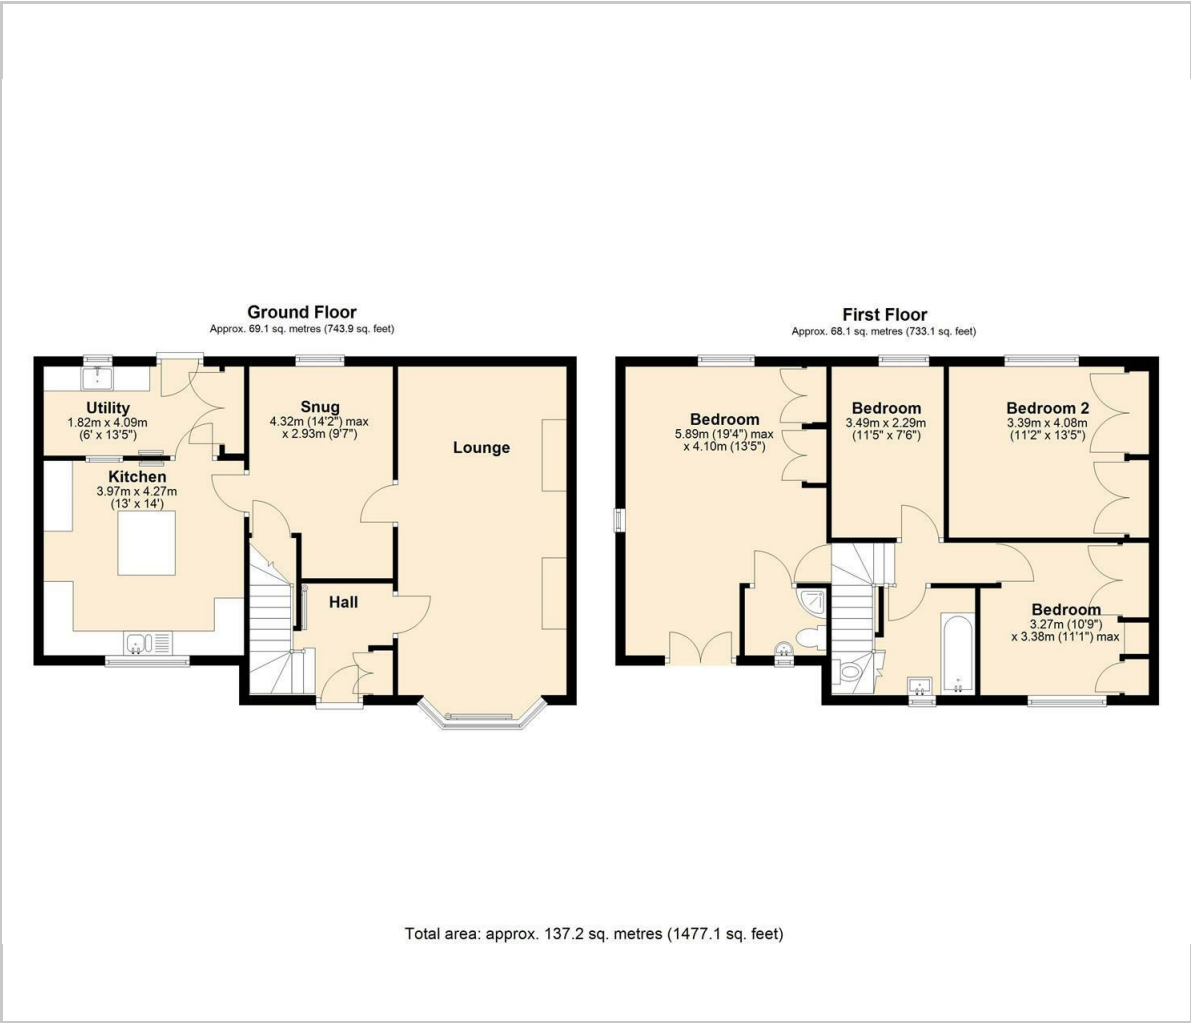 Ground Floor
Approx. 69.1 sq. metres (743.9 sq. feet)
Utility
1.82m x 4.09m
(6' x 13'5")
Snug
4.32m (14'2") max
x 2.93m (9'7")
Lounge
Kitchen
3.97m x 4.27m
(13' x 14')
Hall
First Floor
Approx. 68.1 sq. metres (733.1 sq. feet)
Bedroom
5.89m (19'4") max
x 4.10m (13'5")
Bedroom
3.49m x 2.29m
(11'5" x 7'6")
Bedroom 2
3.39m x 4.08m
(11'2" x 13'5")
Bedroom
3.27m (10'9")
x 3.38m (11'1") max
Total area: approx. 137.2 sq. metres (1477.1 sq. feet)